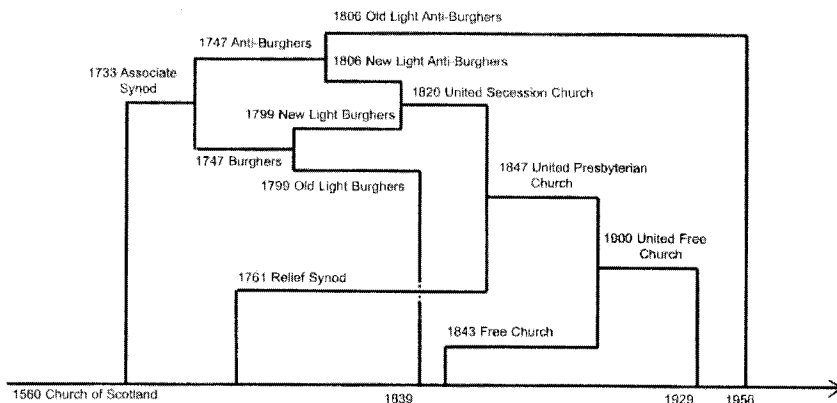 1806 Old Light Anti-Burghers
1747 Anti-Burghers
1806 New Light Anti-Burghers
1733 Associate
Synod
1820 United Secession Church
1799 New Light Burghers
1747 Burghers
1799 Old Light Burghers
1847 United Presbyterian
Church
1900 United Free
Church
1761 Relief Synod
1843 Free Church
1560 Church of Scotland
1839
1929
1956